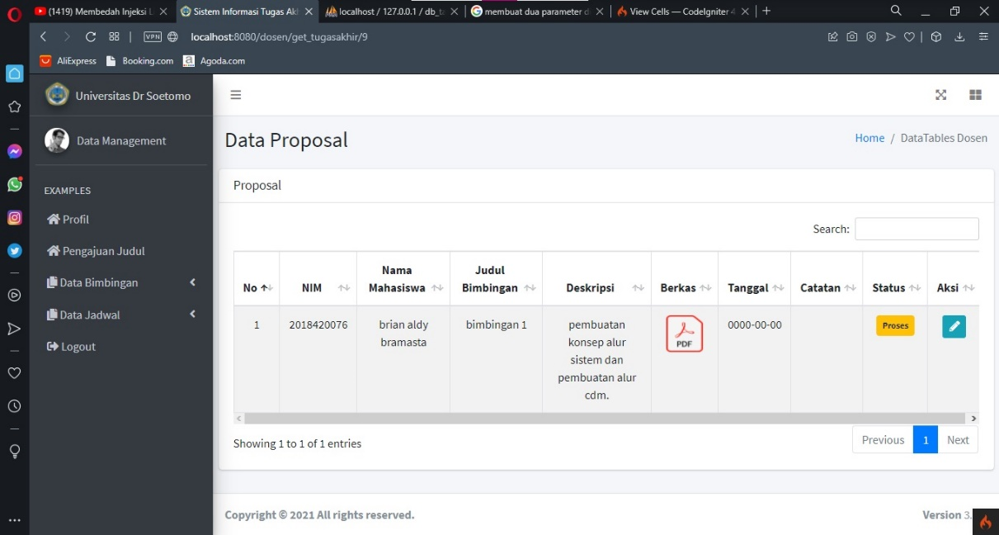 (1419) Membedah Injeksi L
Sistem Informasi Tugas Ak
localhost / 127.0.0.1 / db_t
membuat dua parameter d
View Cells — CodeIgniter 4
VPN
localhost:8080/dosen/get_tugasakhir/9
AliExpress
Booking.com
Agoda.com
Universitas Dr Soetomo
Data Management
EXAMPLES
Profil
Pengajuan Judul
Data Bimbingan
Data Jadwal
Logout
Data Proposal
Home / DataTables Dosen
Proposal
Search:
No
NIM
Nama
Mahasiswa
Judul
Bimbingan
Deskripsi
Berkas
Tanggal
Catatan
Status
Aksi
1
2018420076
brian aldy
bramasta
bimbingan 1
pembuatan
konsep alur
sistem dan
pembuatan alur
cdm.
PDF
0000-00-00
Proses
Showing 1 to 1 of 1 entries
Previous
1
Next
Copyright © 2021 All rights reserved.
Version 3.